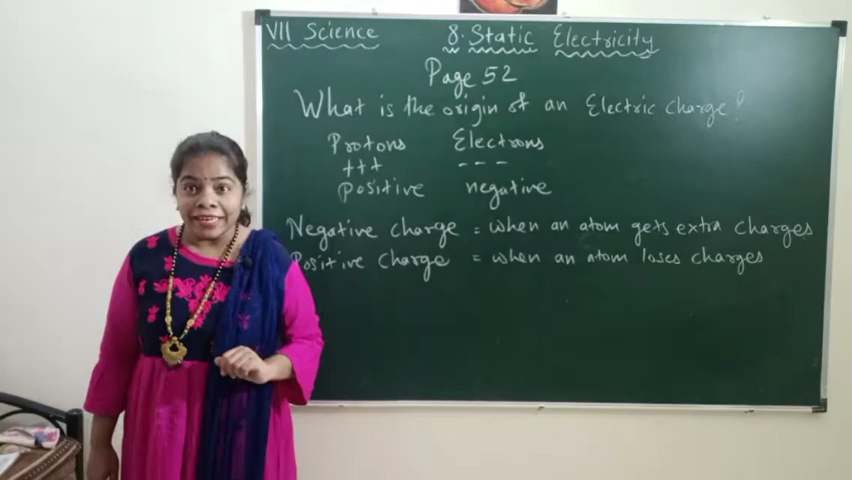 VII Science
8. Static Electricity
Page 52
What is the origin of an Electric charge?
Protons Electrons
+++ ---
positive negative
Negative charge = when an atom gets extra charges
Positive charge = when an atom loses charges